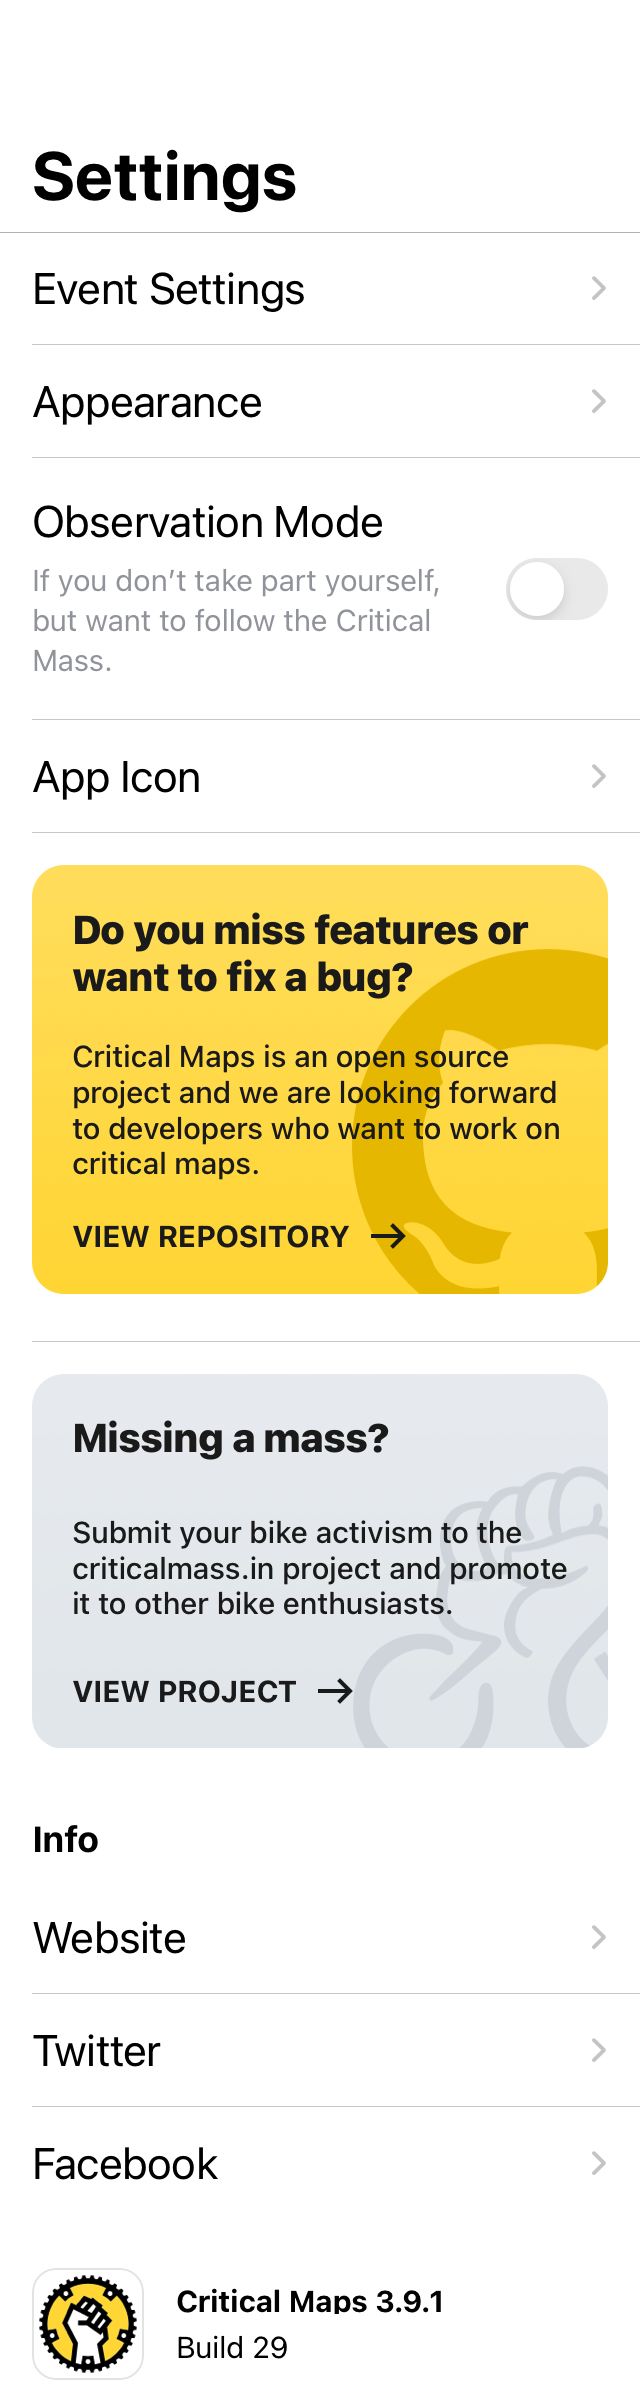 Settings
Event Settings
Appearance
Observation Mode
If you don’t take part yourself,
but want to follow the Critical
Mass.
App Icon
Do you miss features or
want to fix a bug?
Critical Maps is an open source
project and we are looking forward
to developers who want to work on
critical maps.
VIEW REPOSITORY
Missing a mass?
Submit your bike activism to the
criticalmass.in project and promote
it to other bike enthusiasts.
VIEW PROJECT
Info
Website
Twitter
Facebook
Critical Maps 3.9.1
Build 29